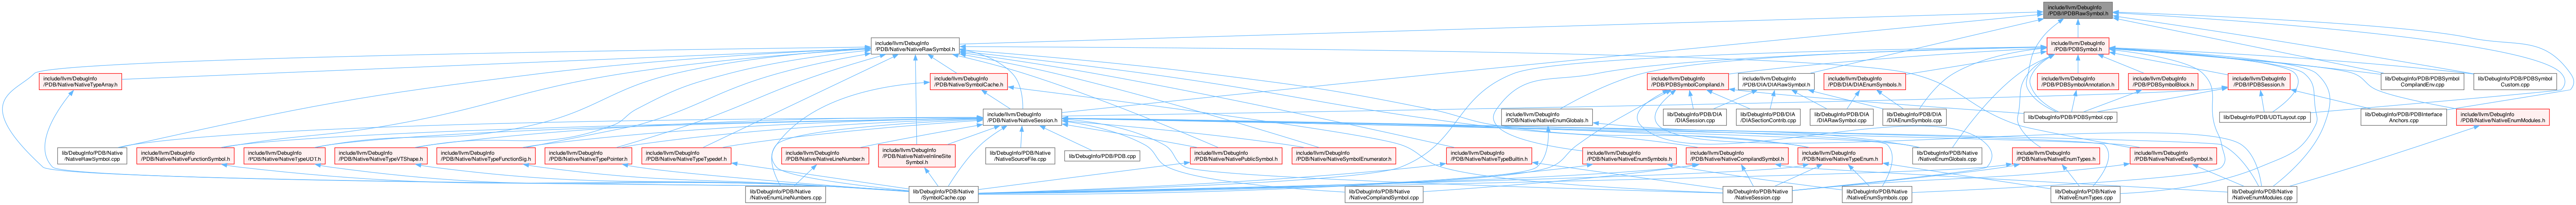 include/llvm/DebugInfo
/PDB/IPDBRawSymbol.h
include/llvm/DebugInfo
/PDB/Native/NativeRawSymbol.h
include/llvm/DebugInfo
/PDB/PDBSymbol.h
include/llvm/DebugInfo
/PDB/Native/NativeTypeArray.h
include/llvm/DebugInfo
/PDB/Native/SymbolCache.h
include/llvm/DebugInfo
/PDB/PDBSymbolCompiland.h
include/llvm/DebugInfo
/PDB/DIA/DIARawSymbol.h
include/llvm/DebugInfo
/PDB/DIA/DIAEnumSymbols.h
include/llvm/DebugInfo
/PDB/PDBSymbolAnnotation.h
include/llvm/DebugInfo
/PDB/PDBSymbolBlock.h
include/llvm/DebugInfo
/PDB/IPDBSession.h
lib/DebugInfo/PDB/PDBSymbol
CompilandEnv.cpp
lib/DebugInfo/PDB/PDBSymbol
Custom.cpp
include/llvm/DebugInfo
/PDB/Native/NativeSession.h
include/llvm/DebugInfo
/PDB/Native/NativeEnumGlobals.h
lib/DebugInfo/PDB/DIA
/DIASession.cpp
lib/DebugInfo/PDB/DIA
/DIASectionContrib.cpp
lib/DebugInfo/PDB/DIA
/DIARawSymbol.cpp
lib/DebugInfo/PDB/DIA
/DIAEnumSymbols.cpp
lib/DebugInfo/PDB/PDBSymbol.cpp
lib/DebugInfo/PDB/UDTLayout.cpp
lib/DebugInfo/PDB/PDBInterface
Anchors.cpp
include/llvm/DebugInfo
/PDB/Native/NativeEnumModules.h
lib/DebugInfo/PDB/Native
/NativeRawSymbol.cpp
include/llvm/DebugInfo
/PDB/Native/NativeFunctionSymbol.h
include/llvm/DebugInfo
/PDB/Native/NativeTypeUDT.h
include/llvm/DebugInfo
/PDB/Native/NativeTypeVTShape.h
include/llvm/DebugInfo
/PDB/Native/NativeTypeFunctionSig.h
include/llvm/DebugInfo
/PDB/Native/NativeTypePointer.h
include/llvm/DebugInfo
/PDB/Native/NativeTypeTypedef.h
include/llvm/DebugInfo
/PDB/Native/NativeLineNumber.h
include/llvm/DebugInfo
/PDB/Native/NativeInlineSite
Symbol.h
lib/DebugInfo/PDB/Native
/NativeSourceFile.cpp
lib/DebugInfo/PDB/PDB.cpp
include/llvm/DebugInfo
/PDB/Native/NativePublicSymbol.h
include/llvm/DebugInfo
/PDB/Native/NativeSymbolEnumerator.h
include/llvm/DebugInfo
/PDB/Native/NativeTypeBuiltin.h
include/llvm/DebugInfo
/PDB/Native/NativeEnumSymbols.h
include/llvm/DebugInfo
/PDB/Native/NativeCompilandSymbol.h
include/llvm/DebugInfo
/PDB/Native/NativeTypeEnum.h
lib/DebugInfo/PDB/Native
/NativeEnumGlobals.cpp
include/llvm/DebugInfo
/PDB/Native/NativeEnumTypes.h
include/llvm/DebugInfo
/PDB/Native/NativeExeSymbol.h
lib/DebugInfo/PDB/Native
/NativeEnumLineNumbers.cpp
lib/DebugInfo/PDB/Native
/SymbolCache.cpp
lib/DebugInfo/PDB/Native
/NativeCompilandSymbol.cpp
lib/DebugInfo/PDB/Native
/NativeSession.cpp
lib/DebugInfo/PDB/Native
/NativeEnumSymbols.cpp
lib/DebugInfo/PDB/Native
/NativeEnumTypes.cpp
lib/DebugInfo/PDB/Native
/NativeEnumModules.cpp